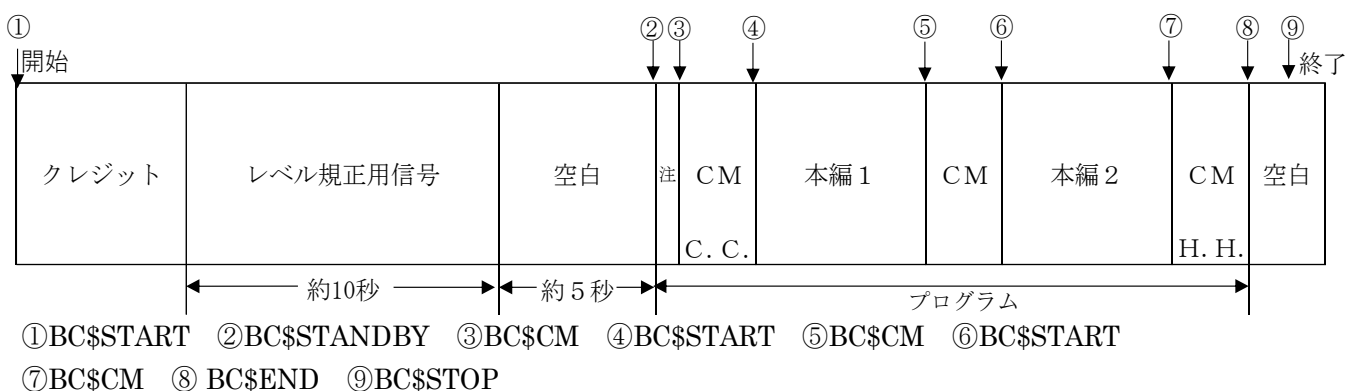 ① ②③ ④ ⑤ ⑥ ⑦ ⑧ ⑨
開始 終了
クレジット レベル規正用信号 空白 注 CM 本編1 CM 本編2 CM 空白
C. C. H. H.
約10秒 約5秒 プログラム
①BC$START ②BC$STANDBY ③BC$CM ④BC$START ⑤BC$CM ⑥BC$START
⑦BC$CM ⑧ BC$END ⑨BC$STOP